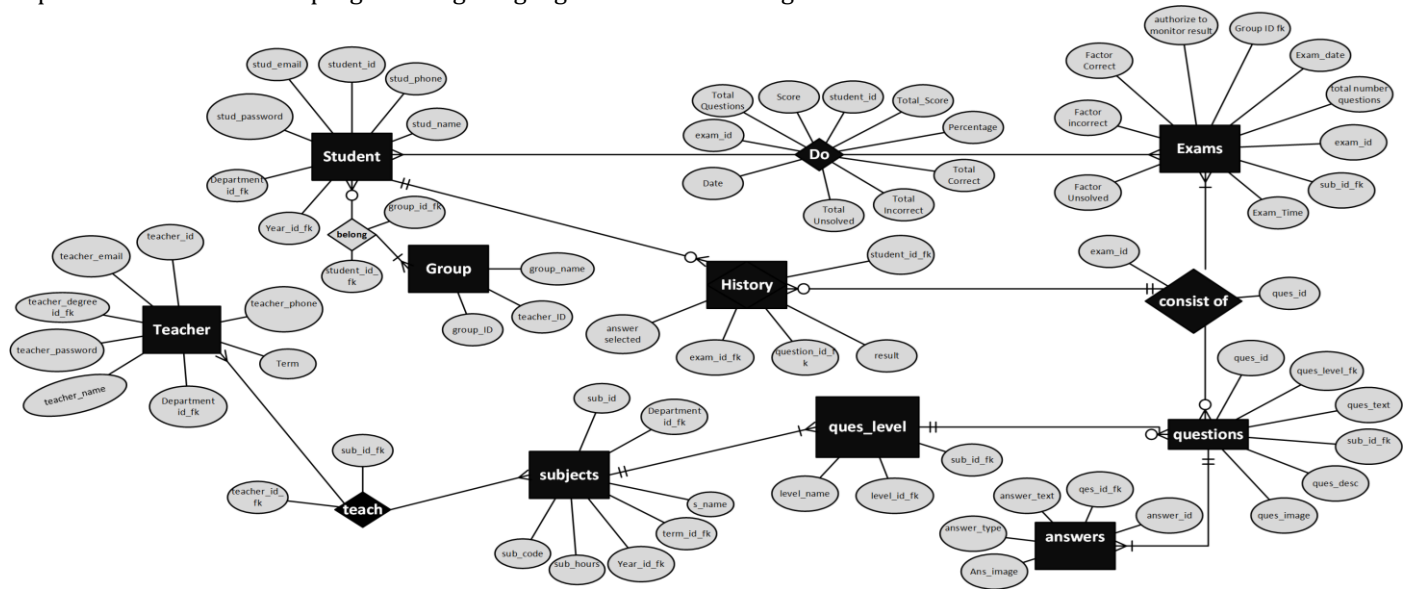 stud_email
student_id
stud_phone
stud_password
stud_name
Student
Department
id_fk
Year_id_fk
group_id_fk
belong
student_id_
fk
Group
group_name
teacher_ID
group_ID
Total
Questions
Score
student_id
Total_Score
exam_id
Percentage
Do
Date
Total
Correct
Total
Unsolved
Total
Incorrect
authorize to
monitor result
Group ID fk
Factor
Correct
Exam_date
total number
questions
Factor
incorrect
Exams
exam_id
Factor
Unsolved
sub_id_fk
Exam_Time
teacher_id
teacher_email
teacher_degree
id_fk
teacher_phone
Teacher
teacher_password
Term
teacher_name
Department
id_fk
student_id_fk
History
answer
selected
exam_id_fk
result
exam_id
consist of
ques_id
sub_id
Department
id_fk
sub_id_fk
teacher_id_
fk
teach
subjects
s_name
term_id_fk
sub_code
sub_hours
Year_id_fk
ques_level
sub_id_fk
level_name
level_id_fk
ques_id
ques_level_fk
ques_text
questions
sub_id_fk
ques_desc
ques_image
answer_text
qes_id_fk
answer_id
answer_type
answers
Ans_image